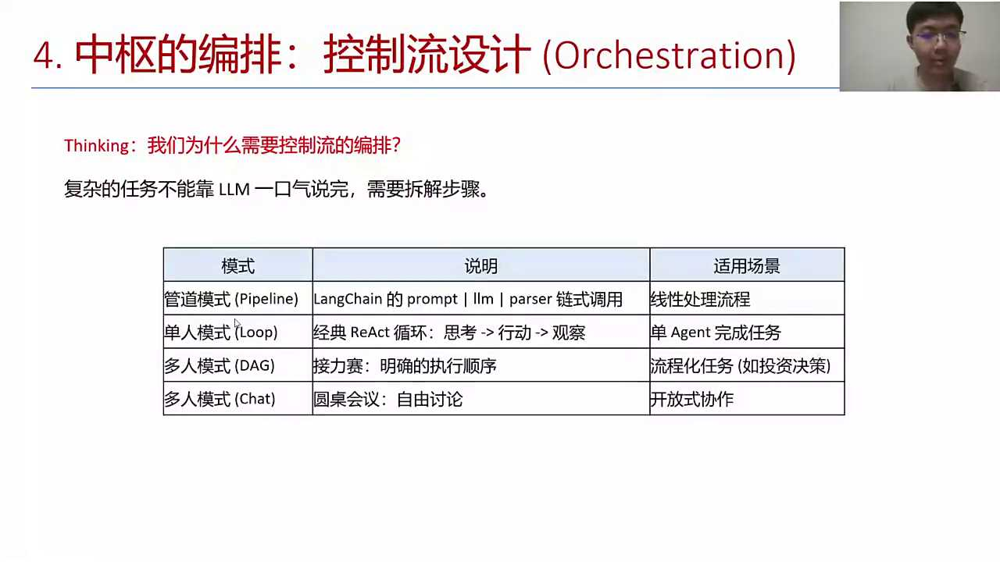 4. 中枢的编排：控制流设计 (Orchestration)
Thinking：我们为什么需要控制流的编排？
复杂的任务不能靠 LLM 一口气说完，需要拆解步骤。
模式 说明 适用场景
管道模式 (Pipeline) LangChain 的 prompt | llm | parser 链式调用 线性处理流程
单人模式 (Loop) 经典 ReAct 循环：思考 -> 行动 -> 观察 单 Agent 完成任务
多人模式 (DAG) 接力赛：明确的执行顺序 流程化任务 (如投资决策)
多人模式 (Chat) 圆桌会议：自由讨论 开放式协作